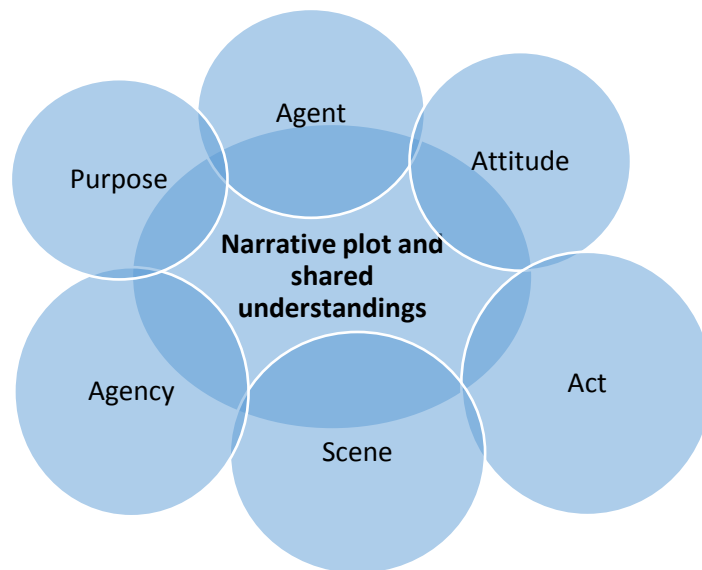 Agent
Attitude
Purpose
Narrative plot and
shared
understandings
Agency
Act
Scene